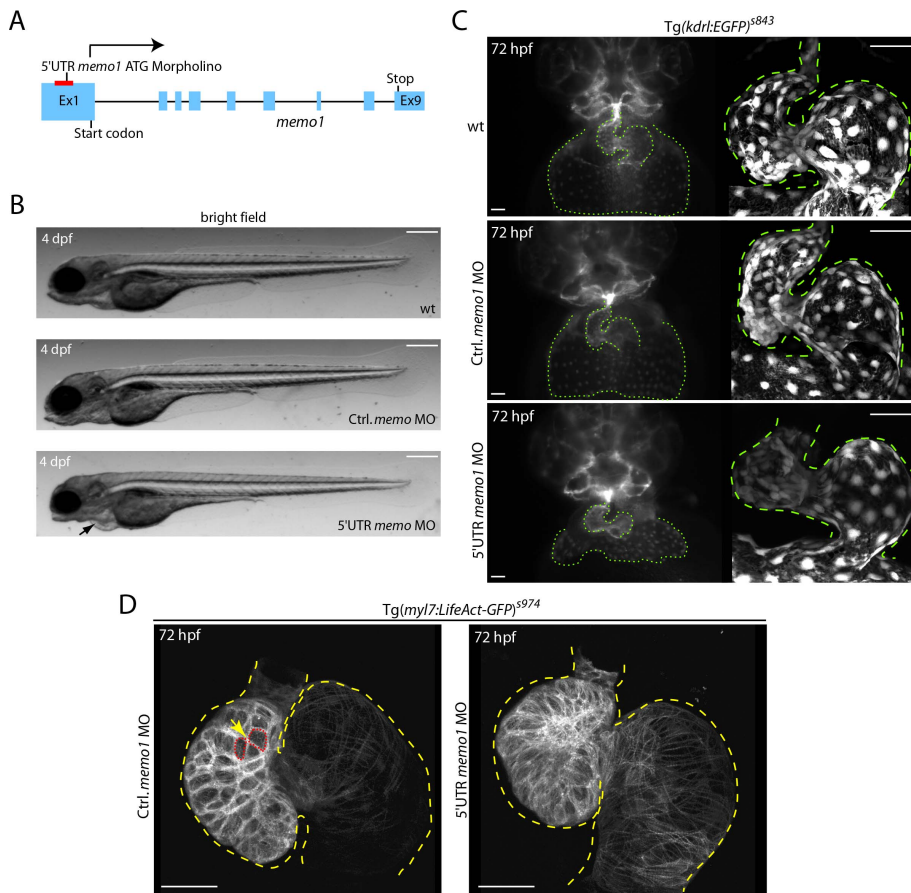 A
5'UTR memo1 ATG Morpholino
Ex1
Stop
Ex9
Start codon
memo1
B
bright field
4 dpf
wt
4 dpf
Ctrl. memo MO
4 dpf
5'UTR memo MO
C
Tg(kdrl:EGFP)s843
72 hpf
wt
72 hpf
Ctrl. memo1 MO
72 hpf
5'UTR memo1 MO
D
Tg(myl7:LifeAct-GFP)s974
72 hpf
Ctrl. memo1 MO
72 hpf
5'UTR memo1 MO